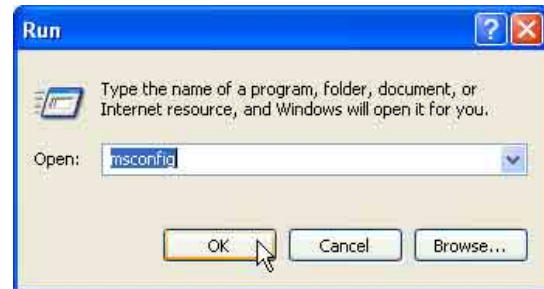 Run
Type the name of a program, folder, document, or
Internet resource, and Windows will open it for you.
Open: msconfig
OK Cancel Browse...